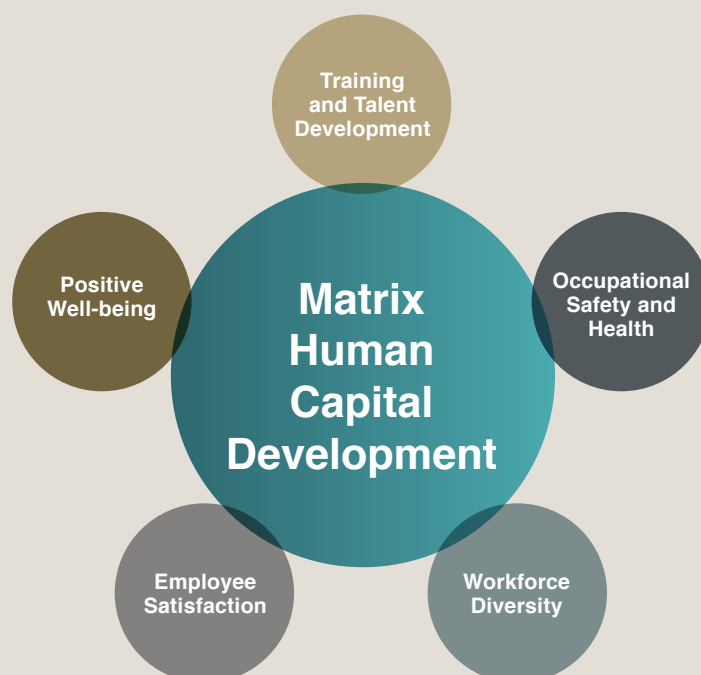 Training
and Talent
Development
Positive
Well-being
Occupational
Safety and
Health
Matrix
Human
Capital
Development
Employee
Satisfaction
Workforce
Diversity